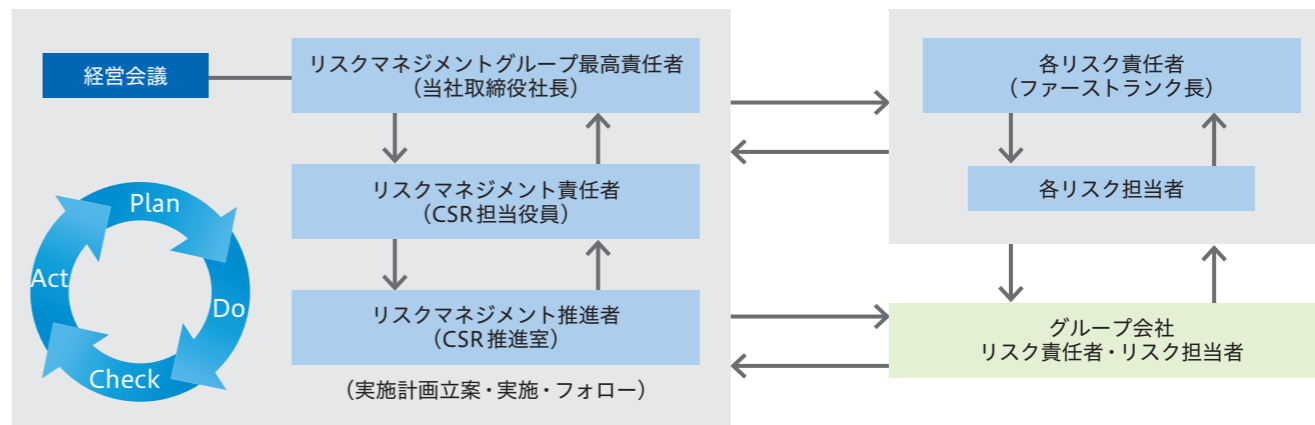 経営会議
リスクマネジメントグループ最高責任者
（当社取締役社長）
リスクマネジメント責任者
（CSR担当役員）
リスクマネジメント推進者
（CSR推進室）
（実施計画立案・実施・フォロー）
Plan
Do
Check
Act
各リスク責任者
（ファーストランク長）
各リスク担当者
グループ会社
リスク責任者・リスク担当者